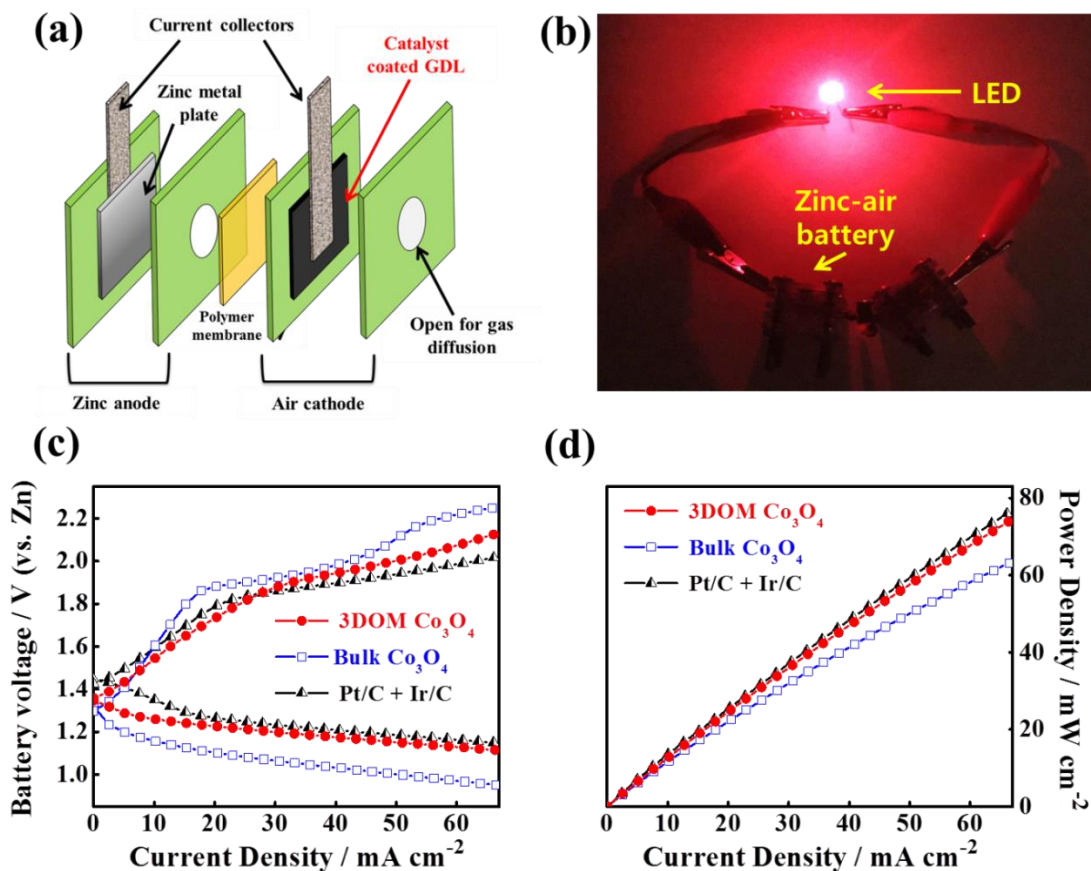 (a)
Current collectors
Zinc metal
plate
Catalyst
coated GDL
Polymer
membrane
Open for gas
diffusion
Zinc anode
Air cathode
(b)
LED
Zinc-air
battery
(c)
Battery voltage / V (vs. Zn)
2.2
2.0
1.8
1.6
1.4
1.2
1.0
3DOM Co₃O₄
Bulk Co₃O₄
Pt/C + Ir/C
0 10 20 30 40 50 60
Current Density / mA cm⁻²
(d)
3DOM Co₃O₄
Bulk Co₃O₄
Pt/C + Ir/C
80
60
40
20
0
Power Density / mW cm⁻²
0 10 20 30 40 50 60
Current Density / mA cm⁻²